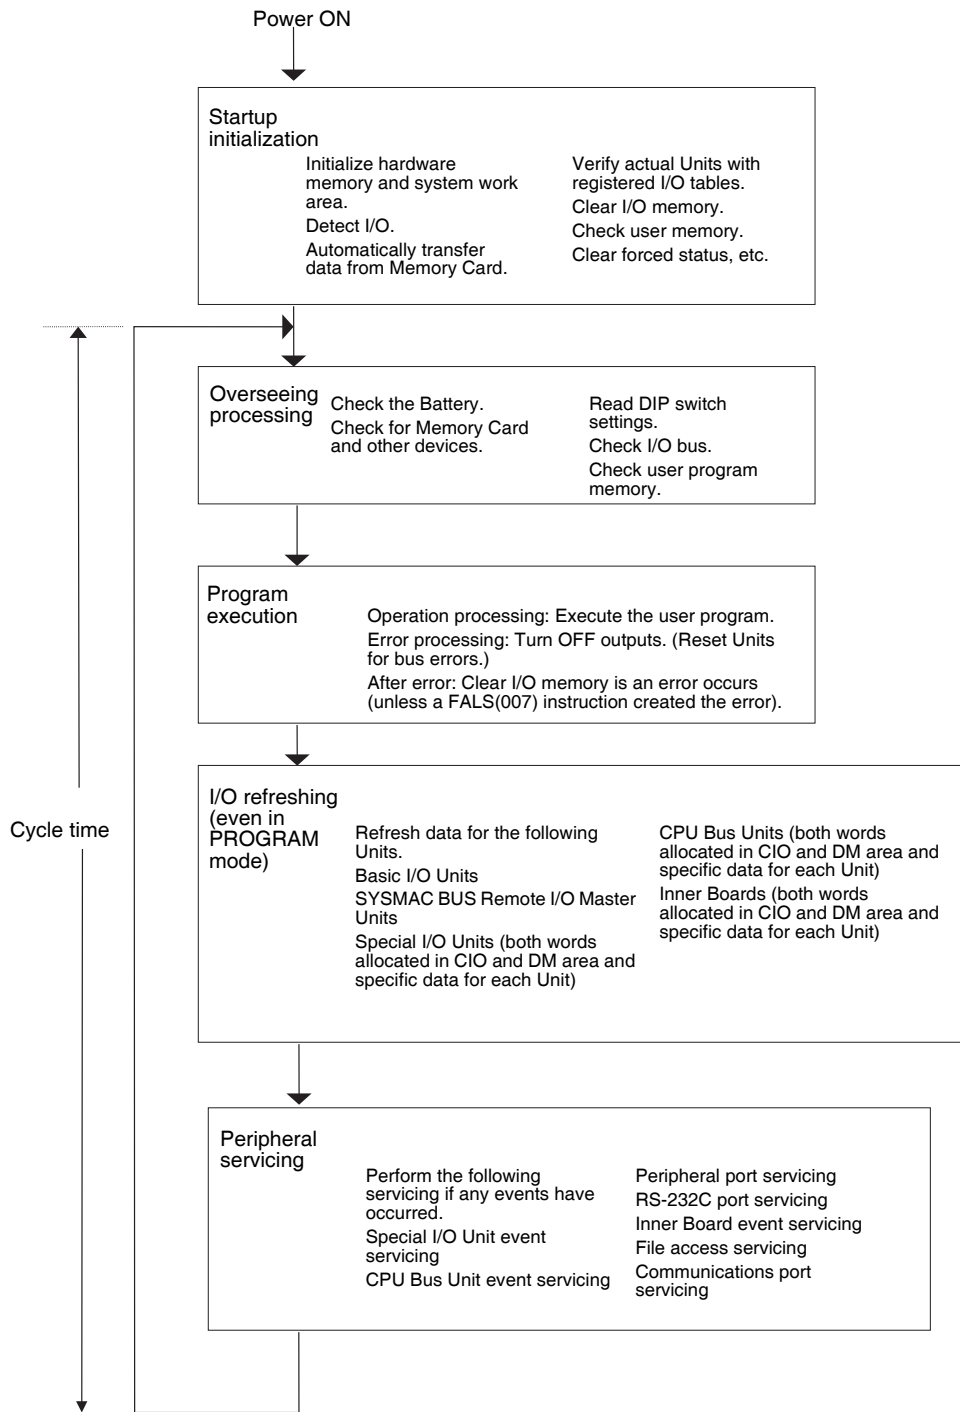 Power ON
Startup
initialization
Initialize hardware
memory and system work
area.
Detect I/O.
Automatically transfer
data from Memory Card.
Verify actual Units with
registered I/O tables.
Clear I/O memory.
Check user memory.
Clear forced status, etc.
Overseeing
processing
Check the Battery.
Check for Memory Card
and other devices.
Read DIP switch
settings.
Check I/O bus.
Check user program
memory.
Program
execution
Operation processing: Execute the user program.
Error processing: Turn OFF outputs. (Reset Units
for bus errors.)
After error: Clear I/O memory is an error occurs
(unless a FALS(007) instruction created the error).
Cycle time
I/O refreshing
(even in
PROGRAM
mode)
Refresh data for the following
Units.
Basic I/O Units
SYSMAC BUS Remote I/O Master
Units
Special I/O Units (both words
allocated in CIO and DM area and
specific data for each Unit)
CPU Bus Units (both words
allocated in CIO and DM area and
specific data for each Unit)
Inner Boards (both words
allocated in CIO and DM area and
specific data for each Unit)
Peripheral
servicing
Perform the following
servicing if any events have
occurred.
Special I/O Unit event
servicing
CPU Bus Unit event servicing
Peripheral port servicing
RS-232C port servicing
Inner Board event servicing
File access servicing
Communications port
servicing